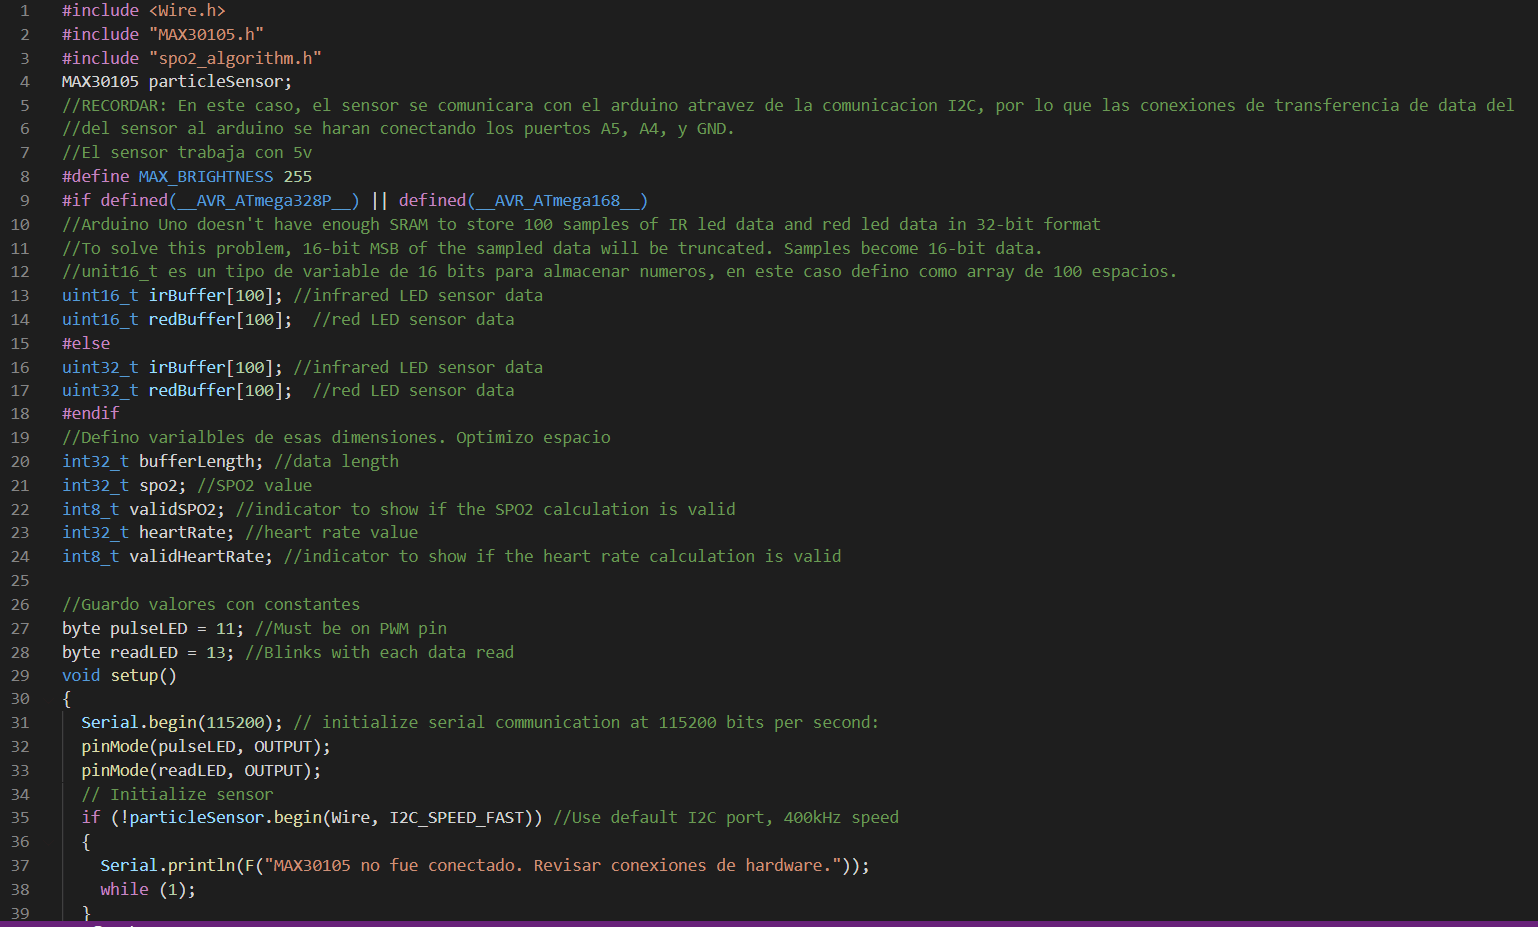 1 #include <Wire.h>
2 #include "MAX30105.h"
3 #include "spo2_algorithm.h"
4 MAX30105 particleSensor;
5 //RECORDAR: En este caso, el sensor se comunicara con el arduino atravez de la comunicacion I2C, por lo que las conexiones de transferencia de data del
6 //del sensor al arduino se haran conectando los puertos A5, A4, y GND.
7 //El sensor trabaja con 5v
8 #define MAX_BRIGHTNESS 255
9 #if defined(__AVR_ATmega328P__) || defined(__AVR_ATmega168__)
10 //Arduino Uno doesn't have enough SRAM to store 100 samples of IR led data and red led data in 32-bit format
11 //To solve this problem, 16-bit MSB of the sampled data will be truncated. Samples become 16-bit data.
12 //unit16_t es un tipo de variable de 16 bits para almacenar numeros, en este caso defino como array de 100 espacios.
13 uint16_t irBuffer[100]; //infrared LED sensor data
14 uint16_t redBuffer[100];  //red LED sensor data
15 #else
16 uint32_t irBuffer[100]; //infrared LED sensor data
17 uint32_t redBuffer[100];  //red LED sensor data
18 #endif
19 //Defino varialbles de esas dimensiones. Optimizo espacio
20 int32_t bufferLength; //data length
21 int32_t spo2; //SPO2 value
22 int8_t validSPO2; //indicator to show if the SPO2 calculation is valid
23 int32_t heartRate; //heart rate value
24 int8_t validHeartRate; //indicator to show if the heart rate calculation is valid
25
26 //Guardo valores con constantes
27 byte pulseLED = 11; //Must be on PWM pin
28 byte readLED = 13; //Blinks with each data read
29 void setup()
30 {
31   Serial.begin(115200); // initialize serial communication at 115200 bits per second:
32   pinMode(pulseLED, OUTPUT);
33   pinMode(readLED, OUTPUT);
34   // Initialize sensor
35   if (!particleSensor.begin(Wire, I2C_SPEED_FAST)) //Use default I2C port, 400kHz speed
36   {
37     Serial.println(F("MAX30105 no fue conectado. Revisar conexiones de hardware."));
38     while (1);
39   }